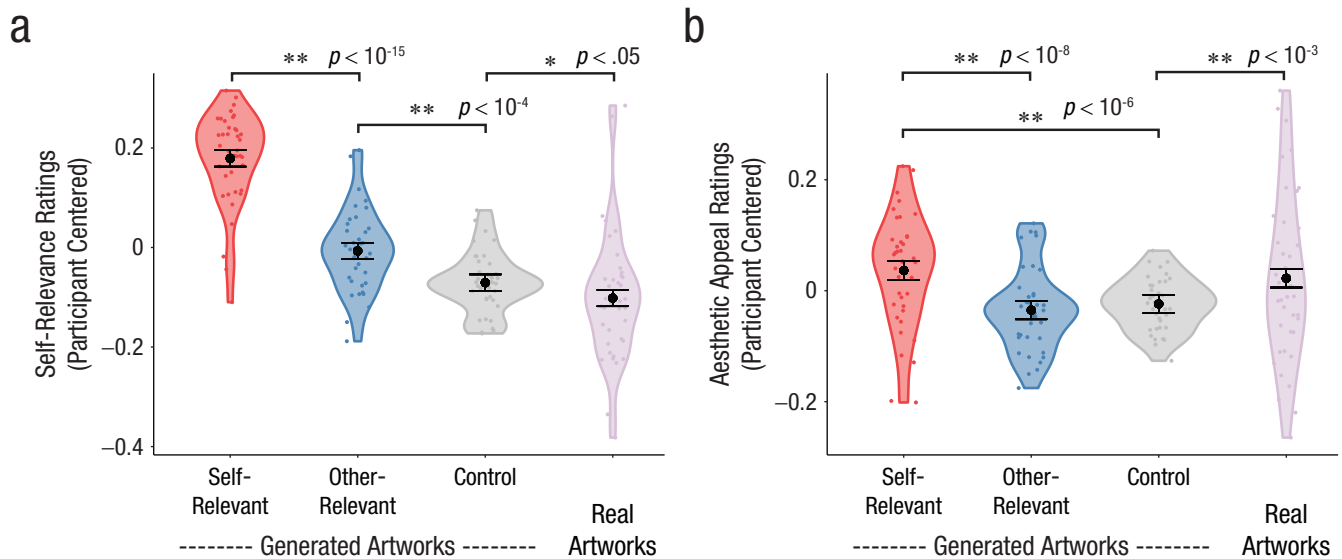 a
** p < 10⁻¹⁵
* p < .05
** p < 10⁻⁴
Self-Relevance Ratings
(Participant Centered)
0.2
0
−0.2
−0.4
Self-
Relevant
Other-
Relevant
Control
Real
Artworks
------- Generated Artworks -------
b
** p < 10⁻⁸
** p < 10⁻³
** p < 10⁻⁶
Aesthetic Appeal Ratings
(Participant Centered)
0.2
0
−0.2
Self-
Relevant
Other-
Relevant
Control
Real
Artworks
------- Generated Artworks -------